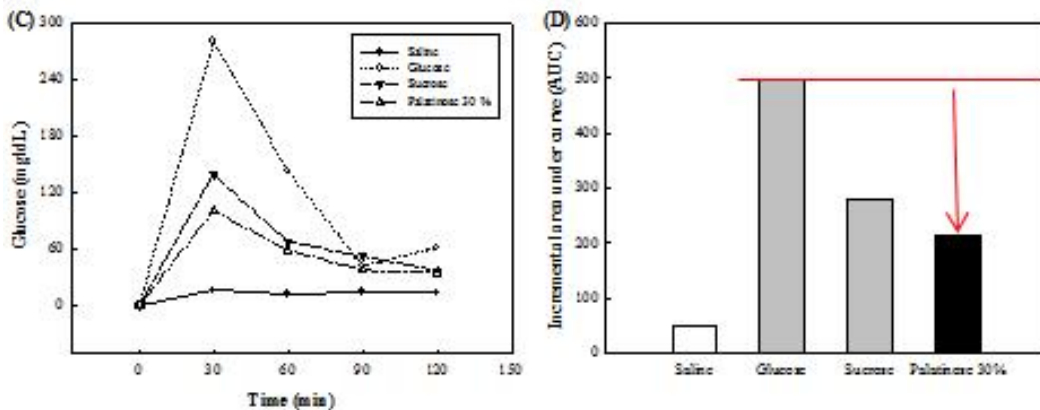 (C)
300
240
180
120
60
0
Glucose (mg/dL)
Saline
Glucose
Sucrose
Palatinose 30 %
0 30 60 90 120 150
Time (min)
(D)
600
500
400
300
200
100
0
Incremental area under curve (AUC)
Saline Glucose Sucrose Palatinose 30%